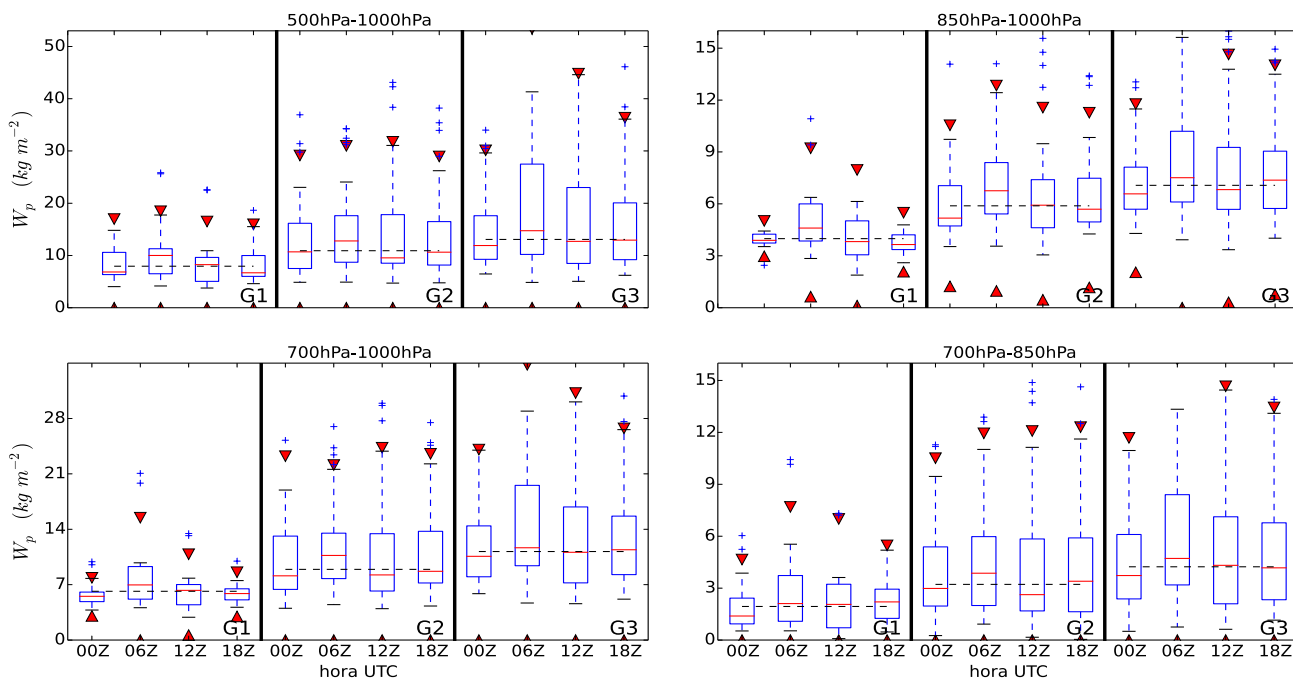 500hPa-1000hPa
W_p (kg m^{-2})
50
40
30
20
10
0
G1
G2
G3
850hPa-1000hPa
15
12
9
6
3
0
G1
G2
G3
700hPa-1000hPa
W_p (kg m^{-2})
28
21
14
7
0
G1
G2
G3
00Z 06Z 12Z 18Z 00Z 06Z 12Z 18Z 00Z 06Z 12Z 18Z
hora UTC
700hPa-850hPa
15
12
9
6
3
0
G1
G2
G3
00Z 06Z 12Z 18Z 00Z 06Z 12Z 18Z 00Z 06Z 12Z 18Z
hora UTC